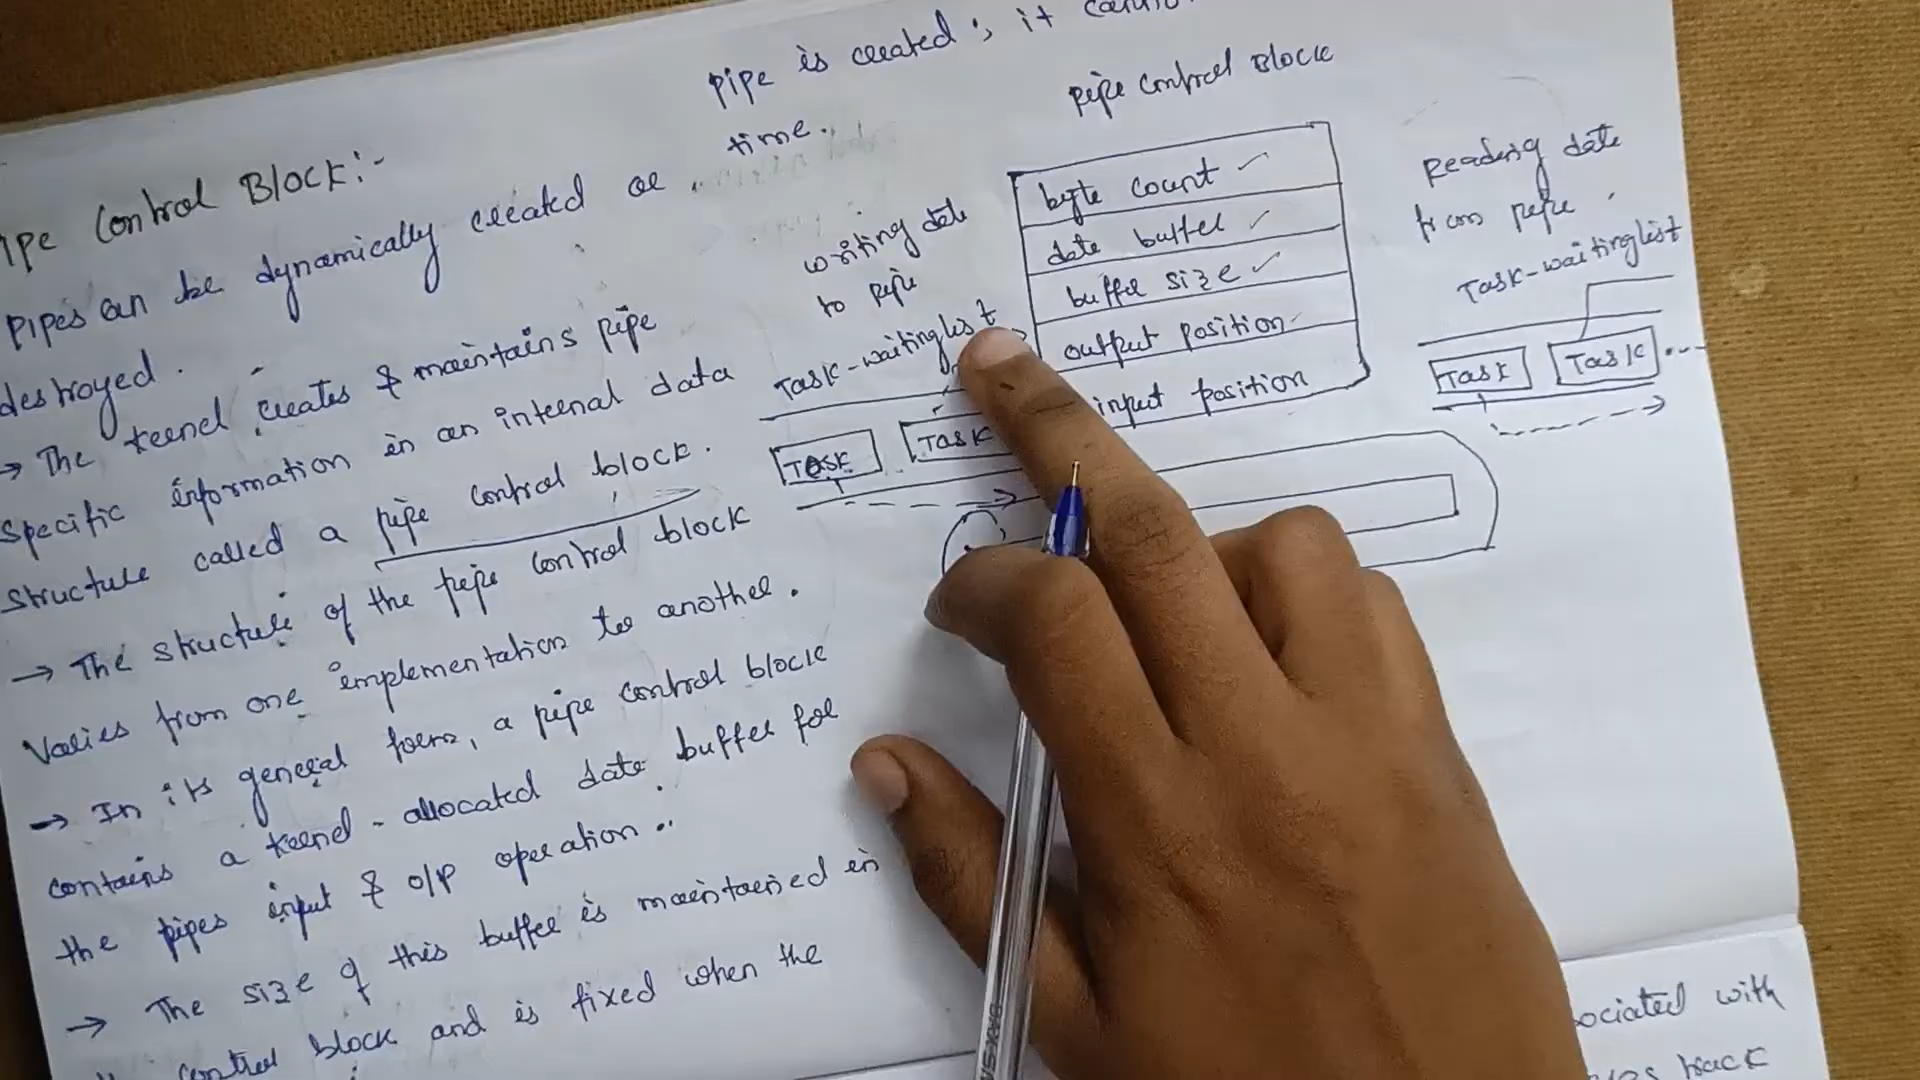 pipe is created; it
time.
Pipe Control Block:-
pipes can be dynamically created or
destroyed.
→ The kernel creates & maintains pipe
specific information in an internal data
structure called a pipe control block.
→ The structure of the pipe control block
varies from one implementation to another.
→ In its general form, a pipe control block
contains a kernel-allocated data buffer for
the pipes input & o/p operation..
→ The size of this buffer is maintained in
control block and is fixed when the
pipe control Block
byte count ✓
data buffer ✓
buffer size ✓
output position
input position
writing data
to pipe
Task-waiting list
Task
Task
Reading data
from pipe
Task-waiting list
Task
Task
with